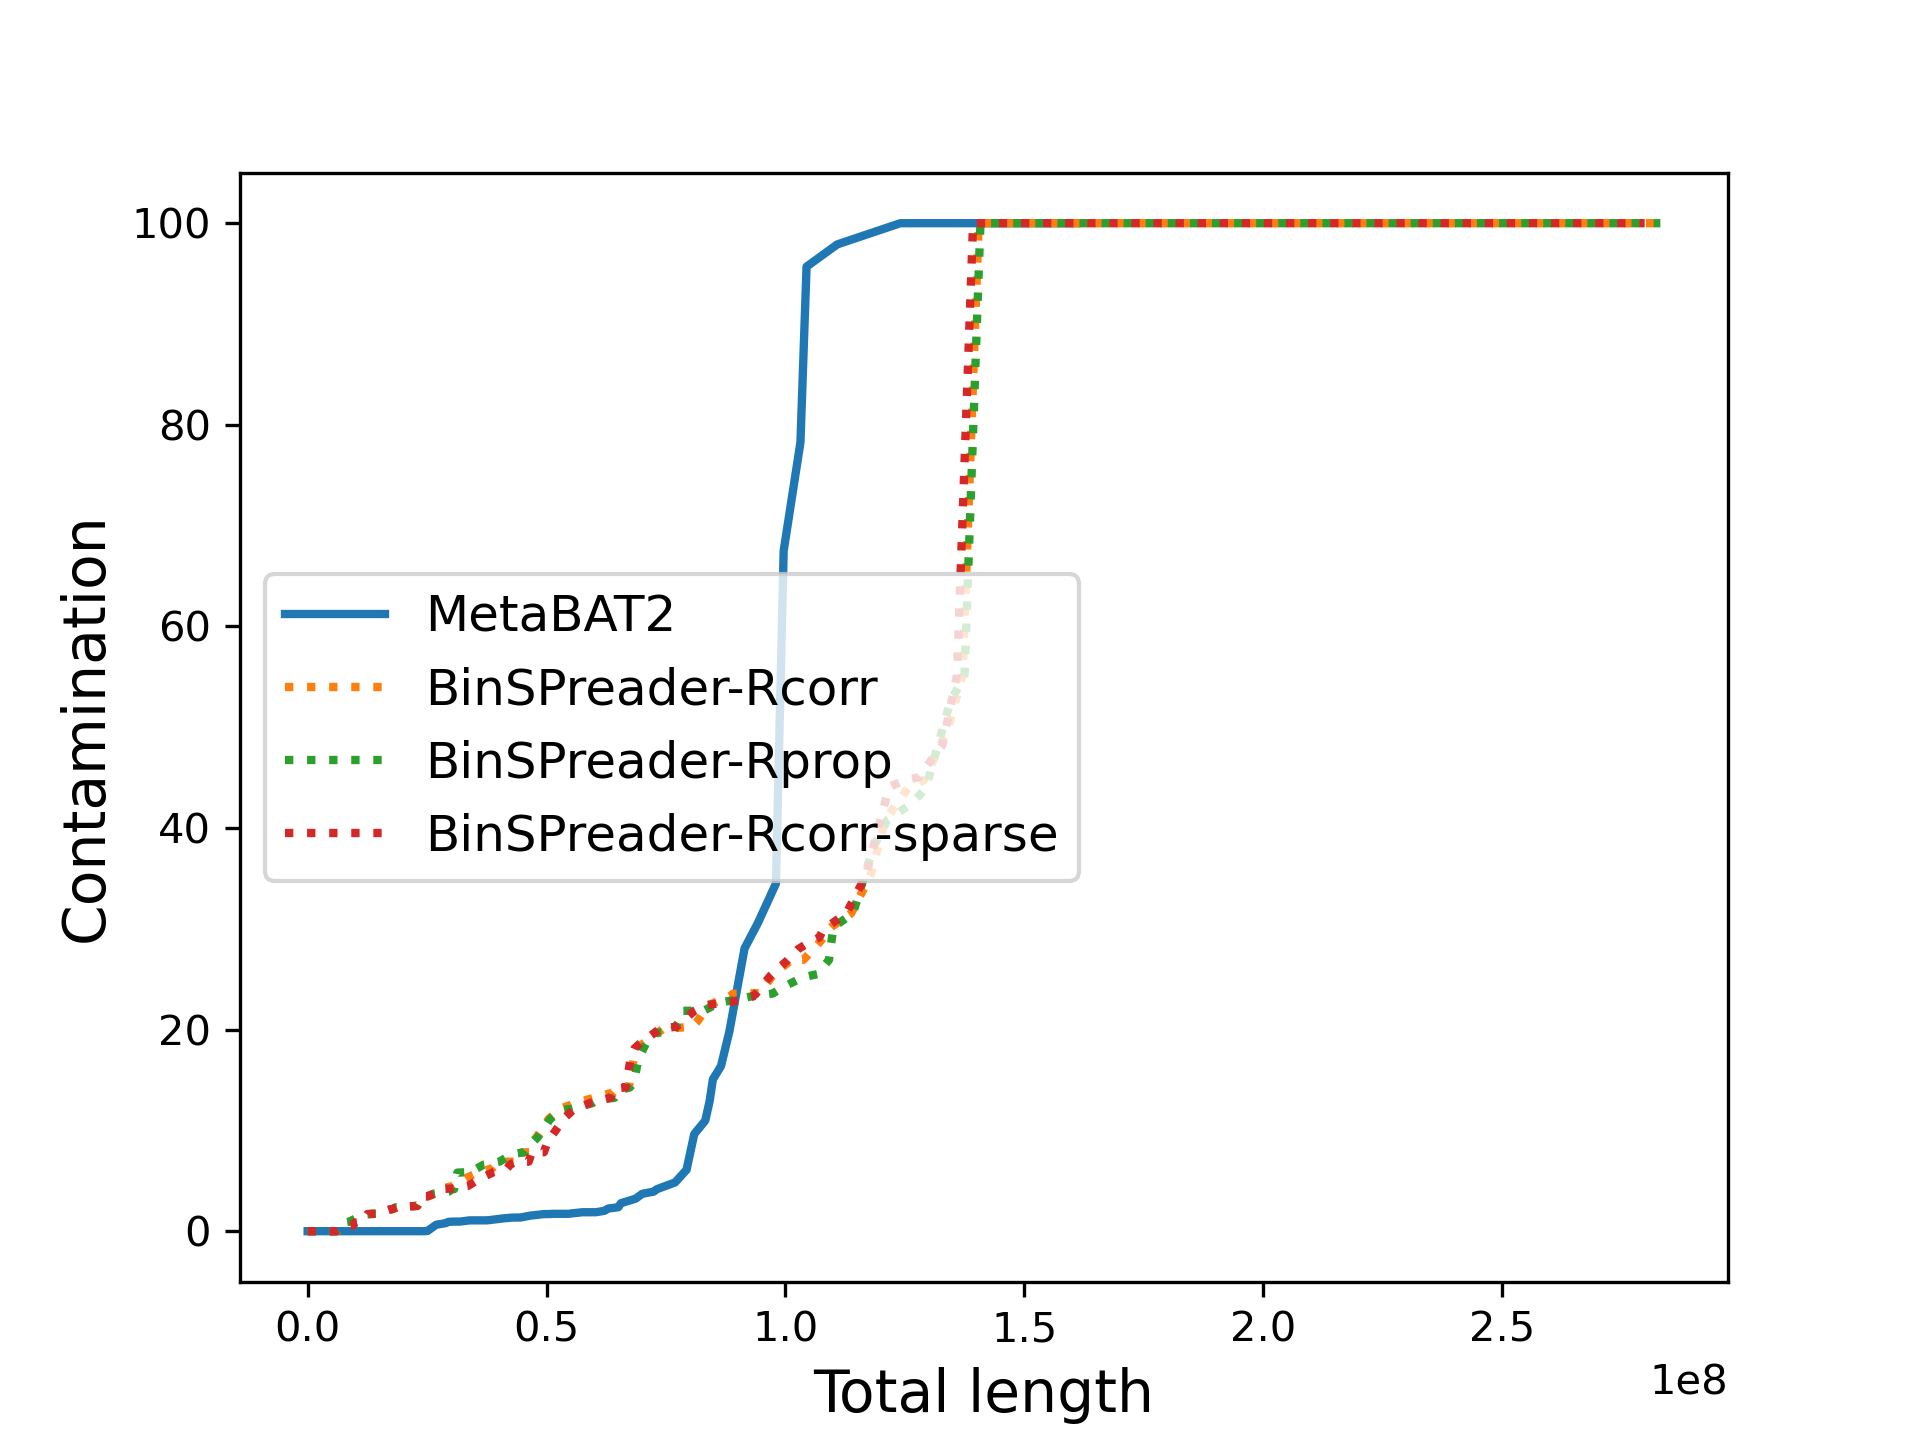 100
80
60
40
20
0
Contamination
MetaBAT2
BinSPreader-Rcorr
BinSPreader-Rprop
BinSPreader-Rcorr-sparse
0.0 0.5 1.0 1.5 2.0 2.5
1e8
Total length